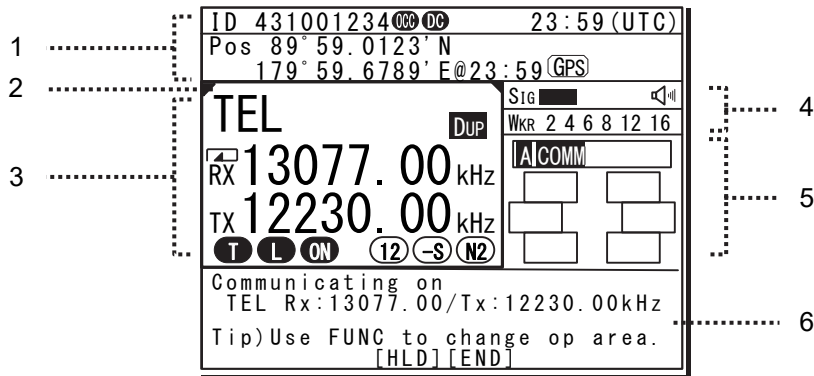 ID 431001234 OCC DC 23:59(UTC)
Pos 89°59.0123'N
179°59.6789'E@23:59 GPS
1
2
3
TEL DUP
RX 13077.00 kHz
TX 12230.00 kHz
T L ON 12 -S N2
SIG
WKR 2 4 6 8 12 16
A COMM
4
5
Communicating on
TEL Rx:13077.00/Tx:12230.00kHz
Tip)Use FUNC to change op area.
[HLD][END]
6